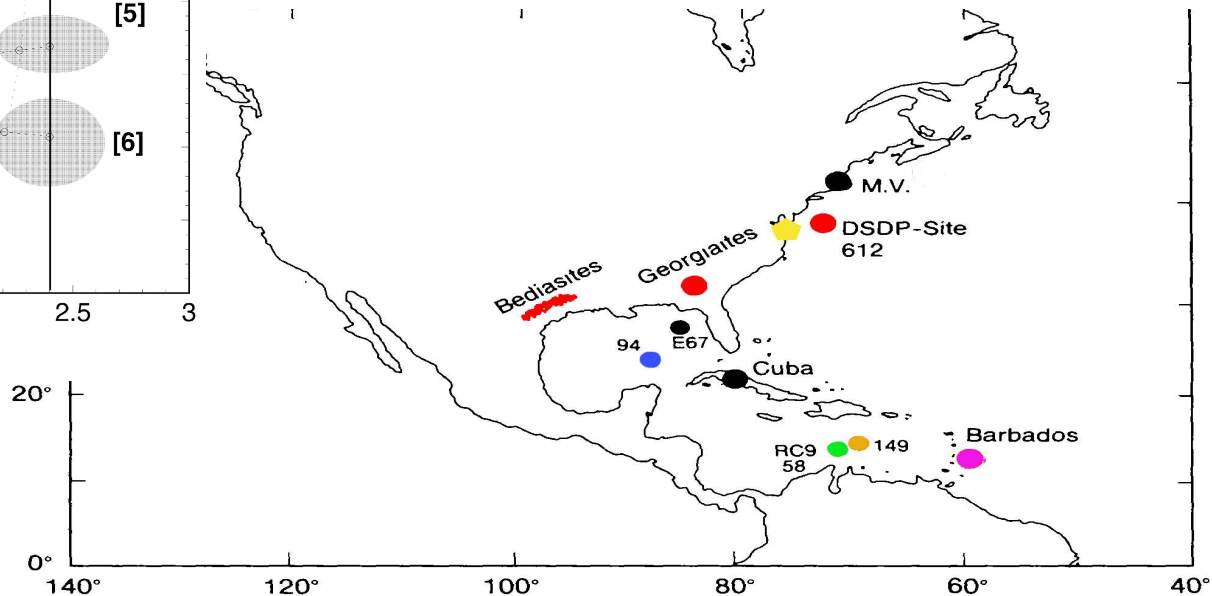 [5]
[6]
2.5 3
M.V.
DSDP-Site
612
Georgiaites
Bediasites
94
E67
Cuba
20°
Barbados
RC9
58
149
0°
140° 120° 100° 80° 60° 40°